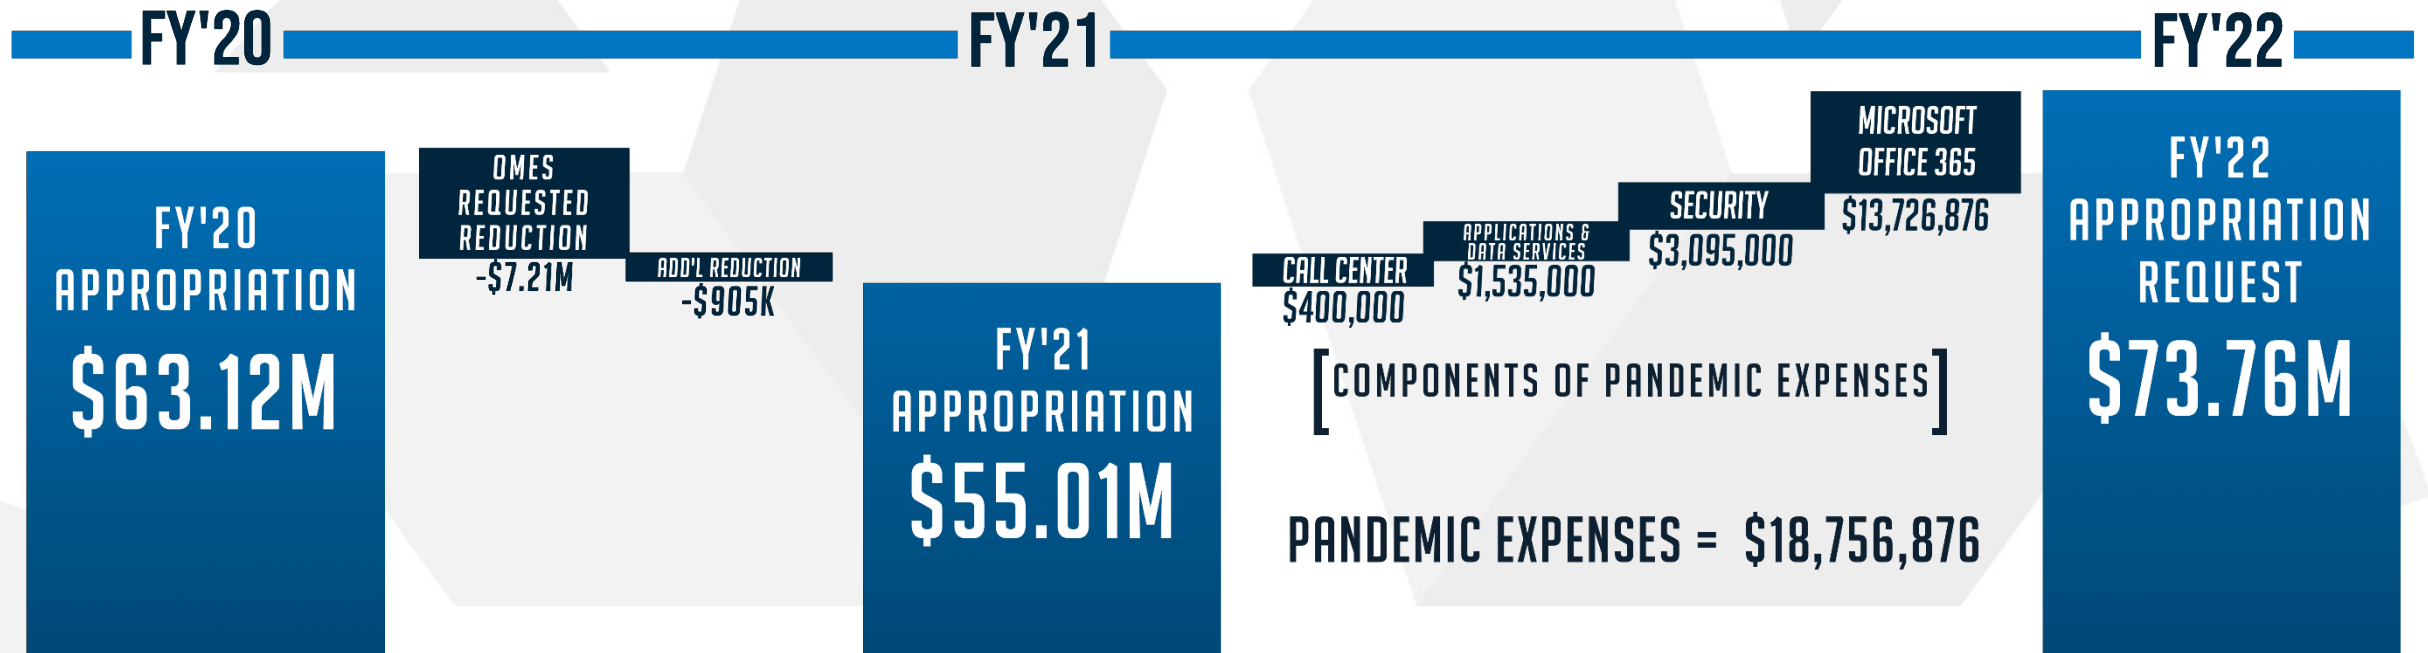 FY'20
FY'21
FY'22
FY'20
APPROPRIATION
$63.12M
OMES
REQUESTED
REDUCTION
-$7.21M
ADD'L REDUCTION
-$905K
FY'21
APPROPRIATION
$55.01M
CALL CENTER
$400,000
APPLICATIONS &
DATA SERVICES
$1,535,000
SECURITY
$3,095,000
MICROSOFT
OFFICE 365
$13,726,876
[COMPONENTS OF PANDEMIC EXPENSES]
PANDEMIC EXPENSES = $18,756,876
FY'22
APPROPRIATION
REQUEST
$73.76M